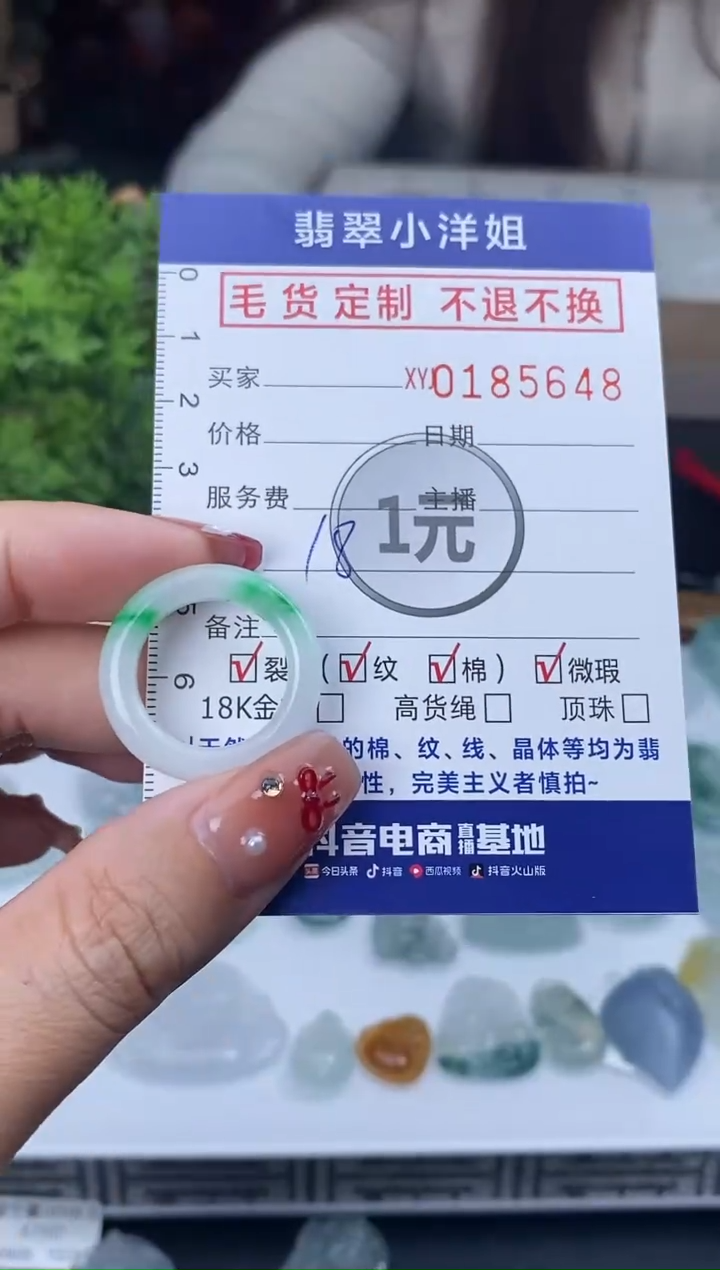 翡翠小洋姐
毛货定制 不退不换
买家 XYJ0185648
价格 日期
服务费 主播
1元
18
备注
裂 (纹 棉) 微瑕
18K金 高货绳 顶珠
的棉、纹、线、晶体等均为翡
性，完美主义者慎拍~
抖音电商直播基地
今日头条 抖音 西瓜视频 抖音火山版
0
1
2
3
5
6